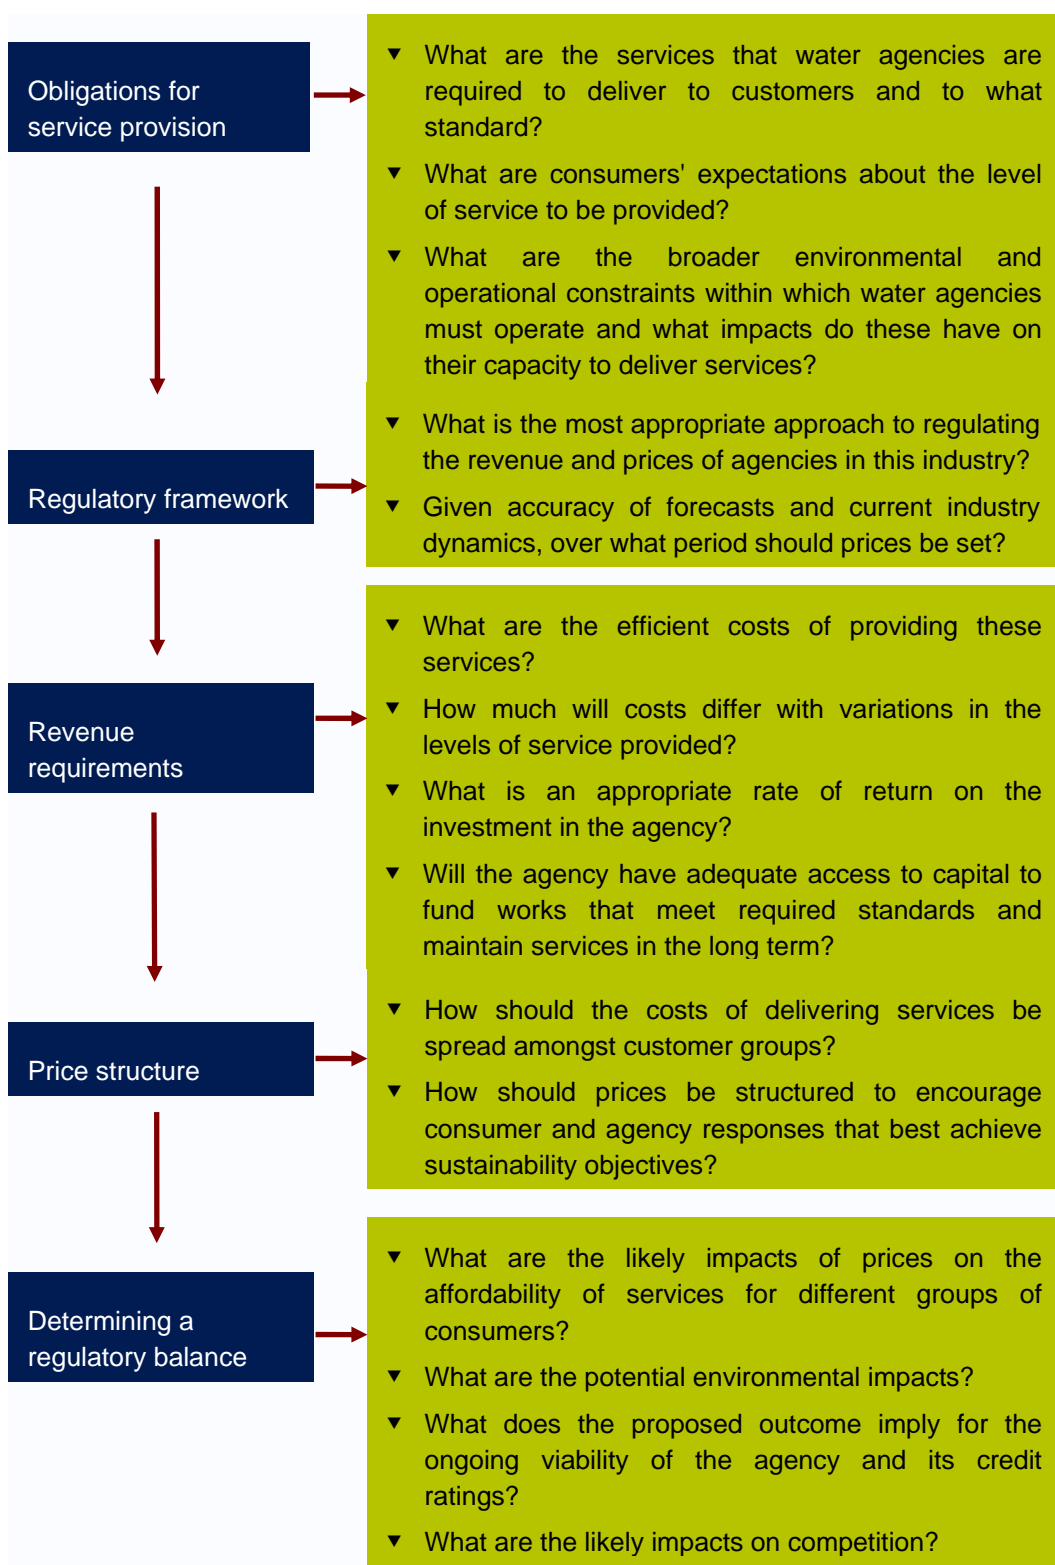 Obligations for
service provision
▼ What are the services that water agencies are
required to deliver to customers and to what
standard?
▼ What are consumers' expectations about the level
of service to be provided?
▼ What are the broader environmental and
operational constraints within which water agencies
must operate and what impacts do these have on
their capacity to deliver services?
Regulatory framework
▼ What is the most appropriate approach to regulating
the revenue and prices of agencies in this industry?
▼ Given accuracy of forecasts and current industry
dynamics, over what period should prices be set?
Revenue
requirements
▼ What are the efficient costs of providing these
services?
▼ How much will costs differ with variations in the
levels of service provided?
▼ What is an appropriate rate of return on the
investment in the agency?
▼ Will the agency have adequate access to capital to
fund works that meet required standards and
maintain services in the long term?
Price structure
▼ How should the costs of delivering services be
spread amongst customer groups?
▼ How should prices be structured to encourage
consumer and agency responses that best achieve
sustainability objectives?
Determining a
regulatory balance
▼ What are the likely impacts of prices on the
affordability of services for different groups of
consumers?
▼ What are the potential environmental impacts?
▼ What does the proposed outcome imply for the
ongoing viability of the agency and its credit
ratings?
▼ What are the likely impacts on competition?